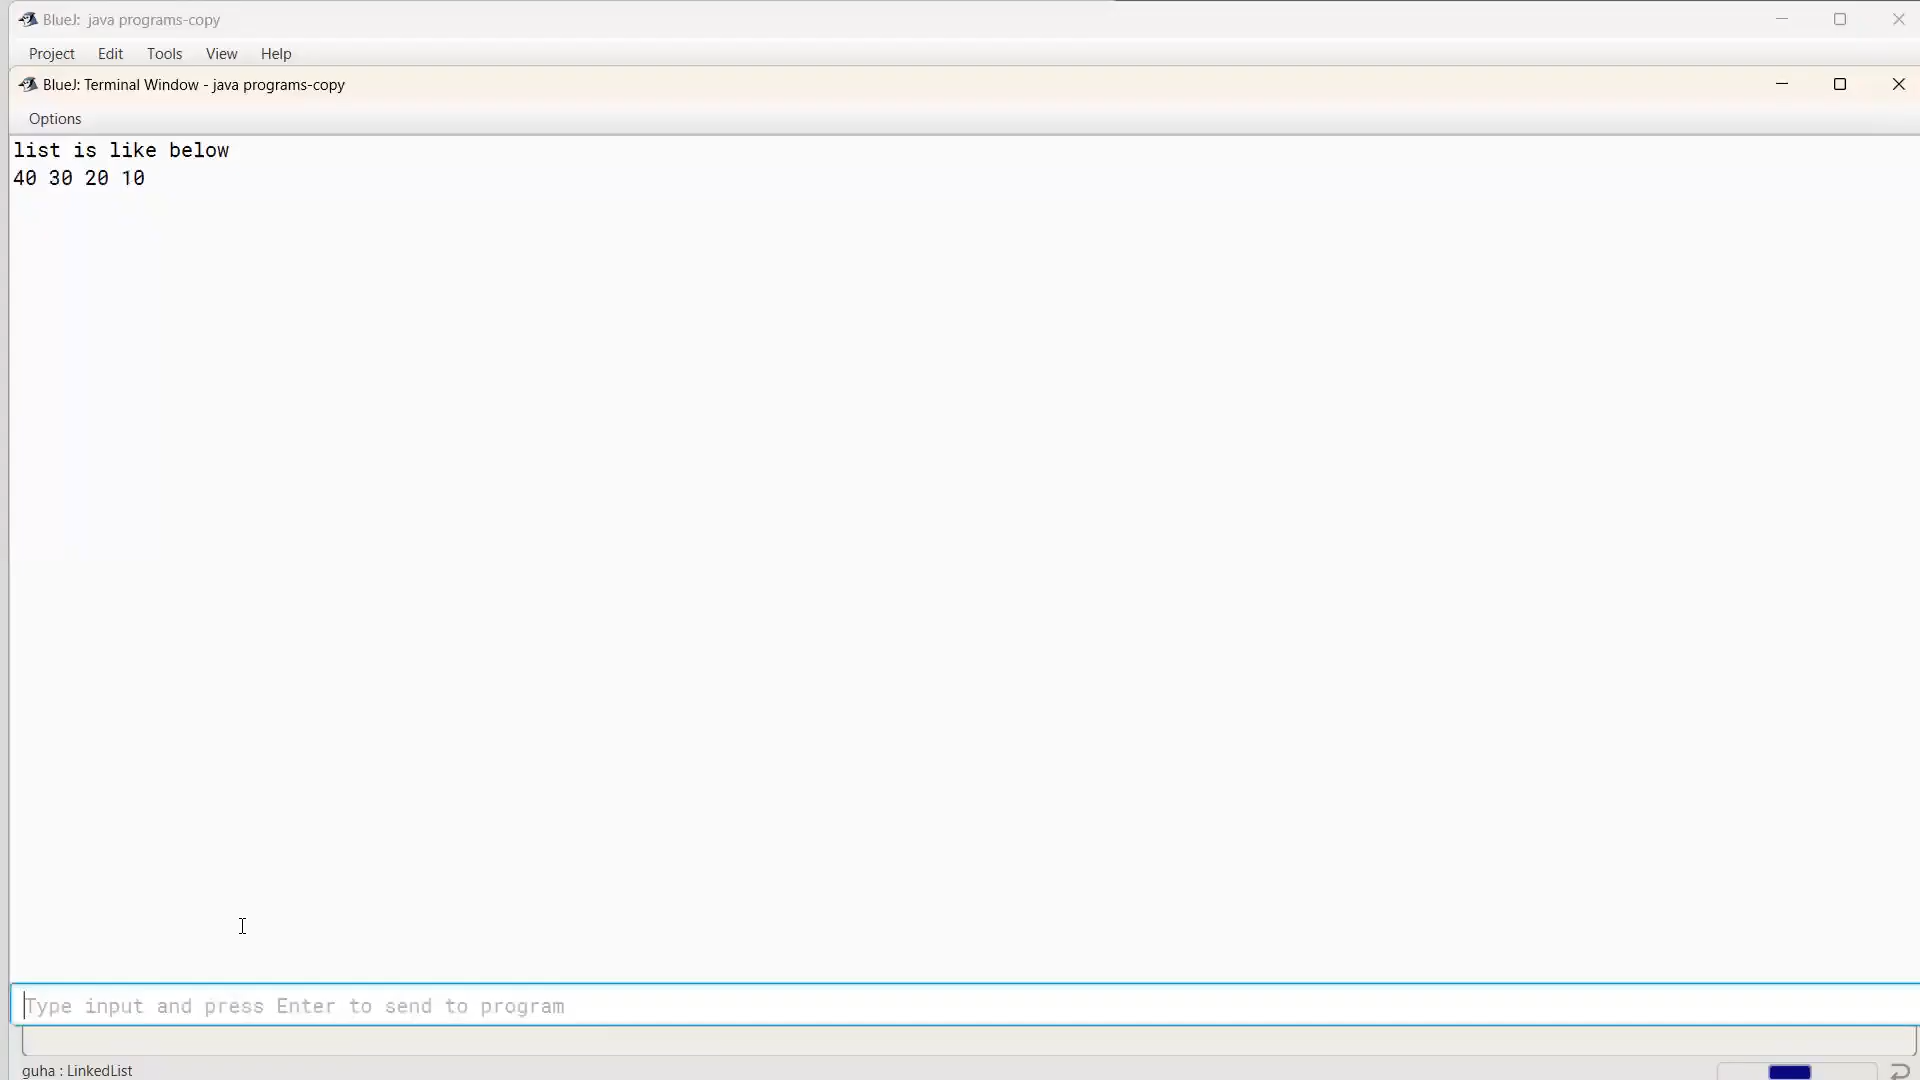 BlueJ: java programs-copy
Project Edit Tools View Help
BlueJ: Terminal Window - java programs-copy
Options
list is like below
40 30 20 10
Type input and press Enter to send to program
guha : LinkedList